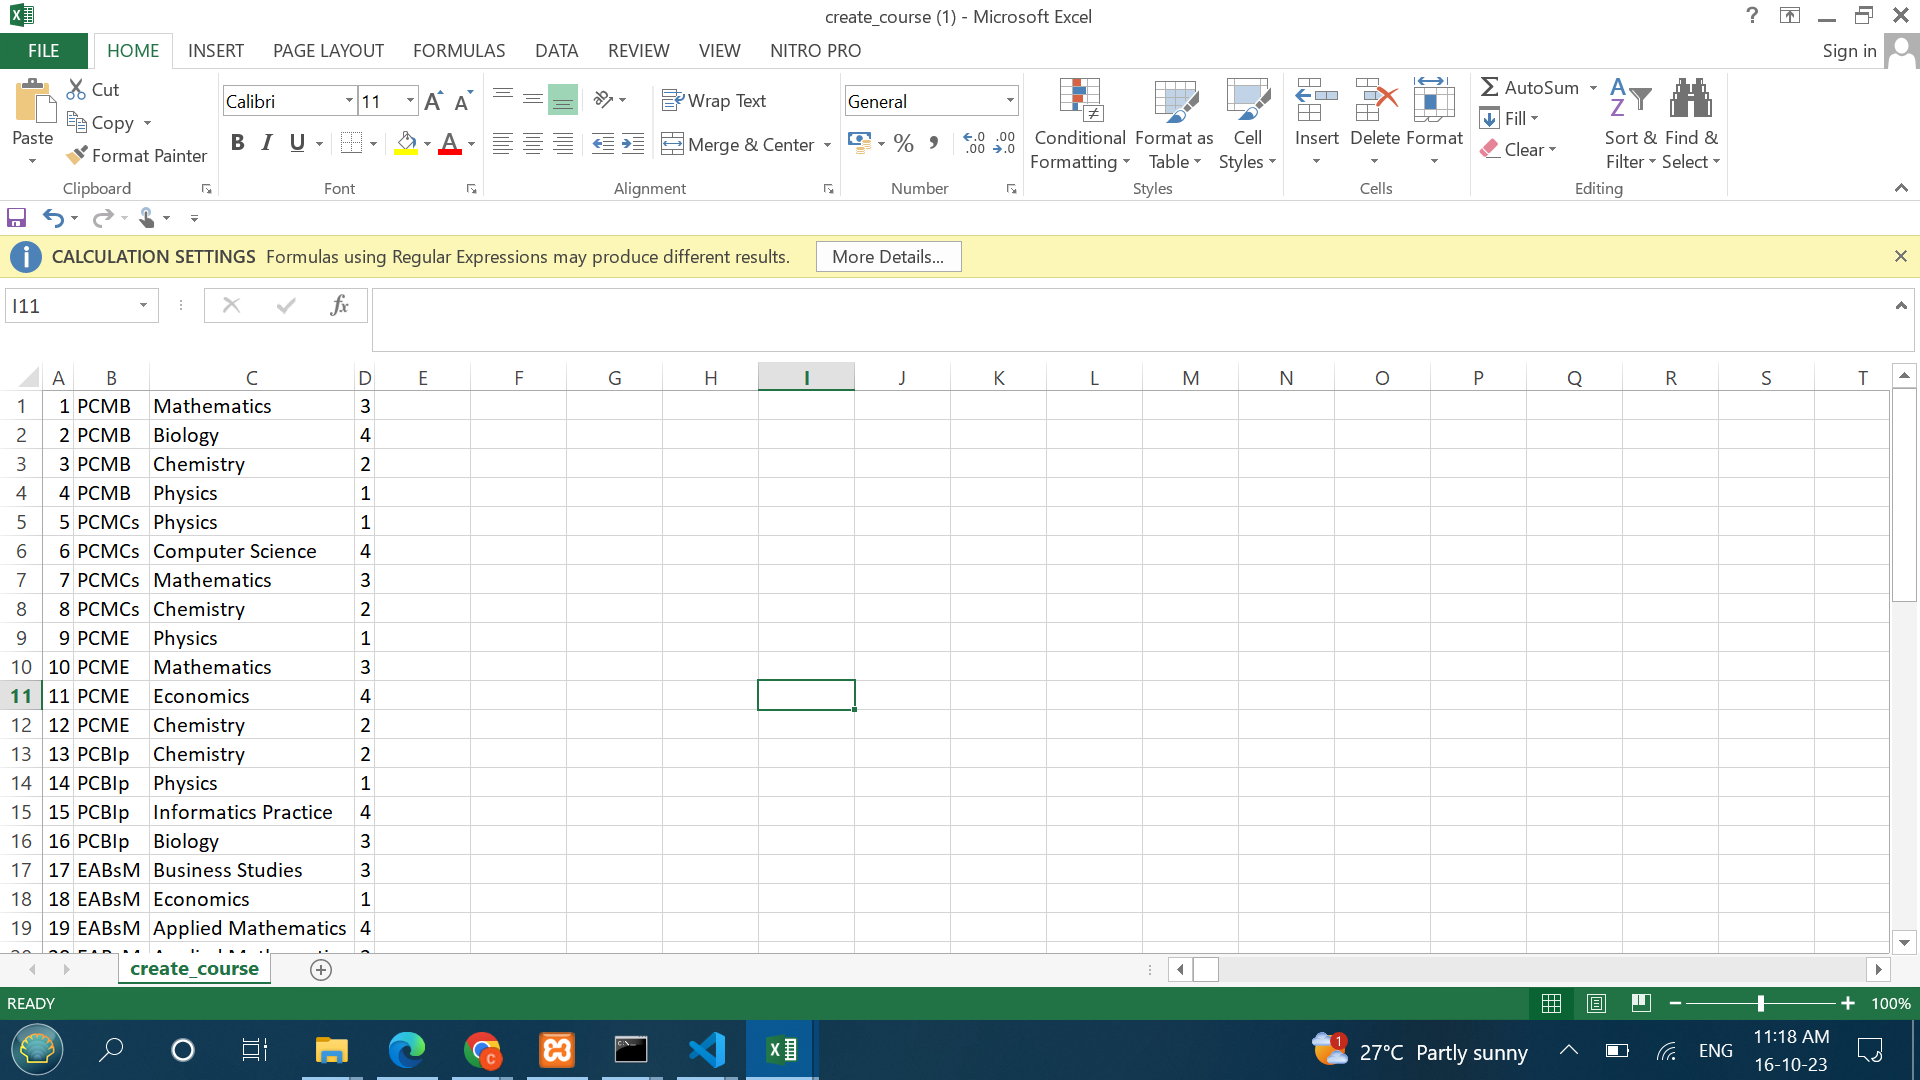 create_course (1) - Microsoft Excel
?
FILE HOME INSERT PAGE LAYOUT FORMULAS DATA REVIEW VIEW NITRO PRO Sign in
Paste
Cut
Copy
Format Painter
Clipboard
Calibri 11
B I U
Font
Wrap Text
Merge & Center
Alignment
General
%
Number
Conditional Formatting
Format as Table
Cell Styles
Styles
Insert Delete Format
Cells
AutoSum
Fill
Clear
Sort & Filter
Find & Select
Editing
CALCULATION SETTINGS Formulas using Regular Expressions may produce different results. More Details...
I11 fx
A B C D E F G H I J K L M N O P Q R S T
1 1 PCMB Mathematics 3
2 2 PCMB Biology 4
3 3 PCMB Chemistry 2
4 4 PCMB Physics 1
5 5 PCMCs Physics 1
6 6 PCMCs Computer Science 4
7 7 PCMCs Mathematics 3
8 8 PCMCs Chemistry 2
9 9 PCME Physics 1
10 10 PCME Mathematics 3
11 11 PCME Economics 4
12 12 PCME Chemistry 2
13 13 PCBIp Chemistry 2
14 14 PCBIp Physics 1
15 15 PCBIp Informatics Practice 4
16 16 PCBIp Biology 3
17 17 EABsM Business Studies 3
18 18 EABsM Economics 1
19 19 EABsM Applied Mathematics 4
create_course
READY 100%
1 27°C Partly sunny ENG 11:18 AM
16-10-23